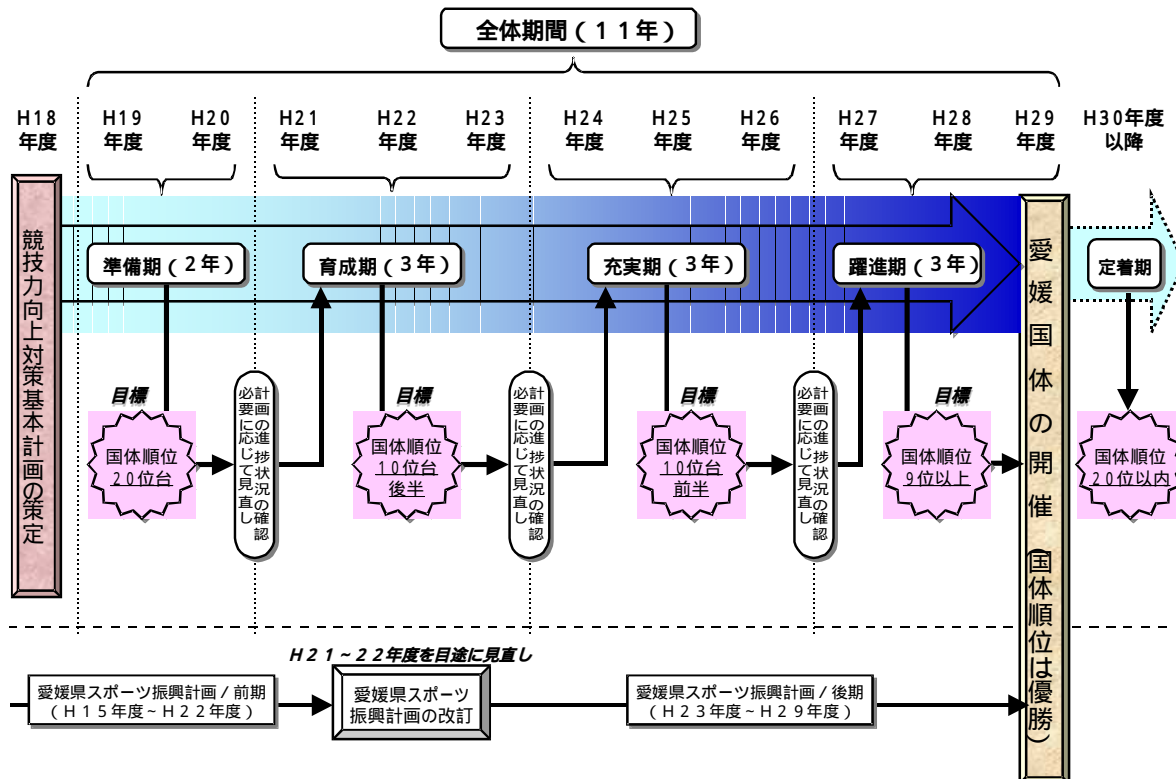 全体期間（１１年）
H18
年度
H19
年度
H20
年度
H21
年度
H22
年度
H23
年度
H24
年度
H25
年度
H26
年度
H27
年度
H28
年度
H29
年度
H30年度
以降
競技力向上対策基本計画の策定
準備期（２年）
育成期（３年）
充実期（３年）
躍進期（３年）
定着期
愛媛国体の開催（国体順位は優勝）
目標
国体順位
20位台
計画の進捗状況の確認
必要に応じて見直し
目標
国体順位
10位台
後半
計画の進捗状況の確認
必要に応じて見直し
目標
国体順位
10位台
前半
計画の進捗状況の確認
必要に応じて見直し
目標
国体順位
9位以上
国体順位
20位以内
H２１～２２年度を目途に見直し
愛媛県スポーツ振興計画/前期
（H１５年度～H２２年度）
愛媛県スポーツ
振興計画の改訂
愛媛県スポーツ振興計画/後期
（H２３年度～H２９年度）